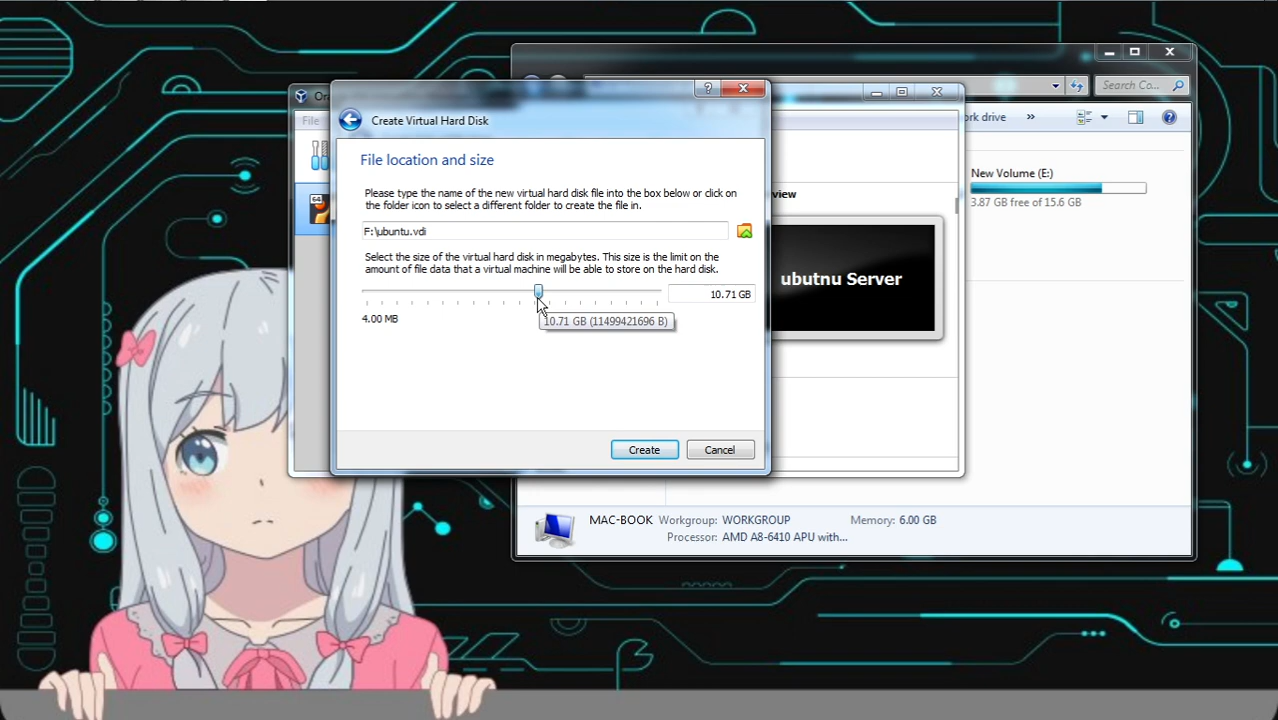 Search Co...
Create Virtual Hard Disk
File
File location and size
Please type the name of the new virtual hard disk file into the box below or click on
the folder icon to select a different folder to create the file in.
F:\ubuntu.vdi
Select the size of the virtual hard disk in megabytes. This size is the limit on the
amount of file data that a virtual machine will be able to store on the hard disk.
10.71 GB
4.00 MB
10.71 GB (11499421696 B)
Create
Cancel
64
ubutnu Server
»
New Volume (E:)
3.87 GB free of 15.6 GB
MAC-BOOK
Workgroup: WORKGROUP
Memory: 6.00 GB
Processor: AMD A8-6410 APU with...